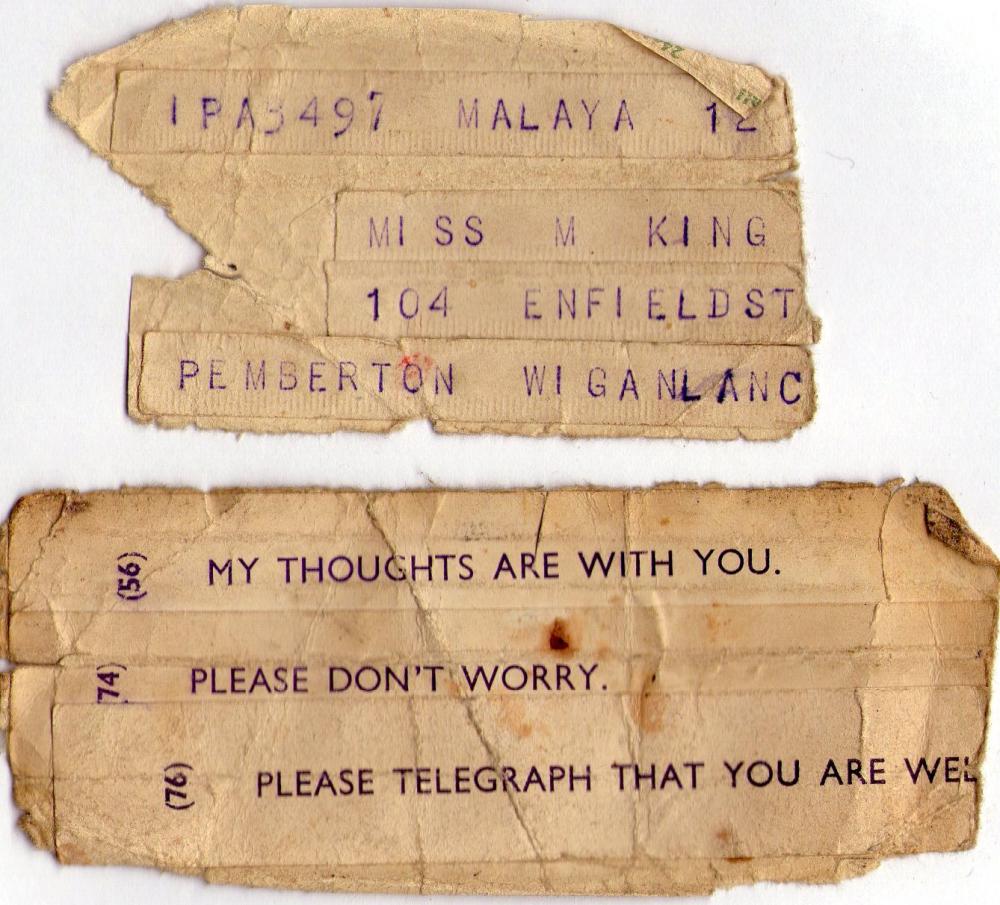 IPA3497 MALAYA 12
MISS M KING
104 ENFIELDST
PEMBERTON WIGANLANC
(56) MY THOUGHTS ARE WITH YOU.
(74) PLEASE DON'T WORRY.
(76) PLEASE TELEGRAPH THAT YOU ARE WEL